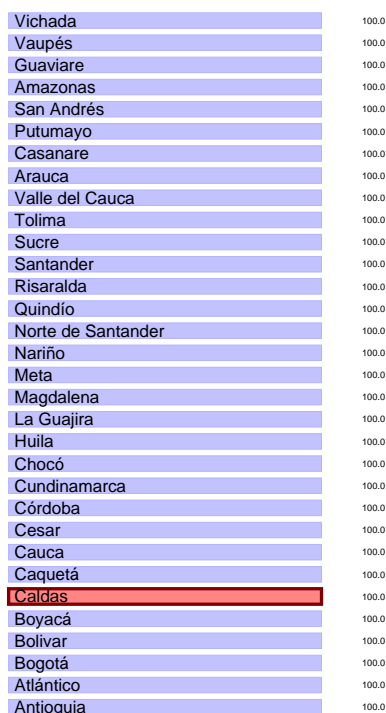 Vichada 100.0
Vaupés 100.0
Guaviare 100.0
Amazonas 100.0
San Andrés 100.0
Putumayo 100.0
Casanare 100.0
Arauca 100.0
Valle del Cauca 100.0
Tolima 100.0
Sucre 100.0
Santander 100.0
Risaralda 100.0
Quindío 100.0
Norte de Santander 100.0
Nariño 100.0
Meta 100.0
Magdalena 100.0
La Guajira 100.0
Huila 100.0
Chocó 100.0
Cundinamarca 100.0
Córdoba 100.0
Cesar 100.0
Cauca 100.0
Caquetá 100.0
Caldas 100.0
Boyacá 100.0
Bolivar 100.0
Bogotá 100.0
Atlántico 100.0
Antioquia 100.0